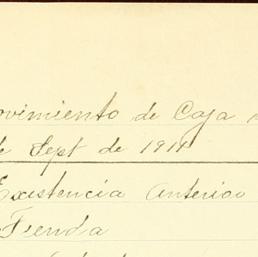 ovimiento de Caja
de Sept de 1911
Existencia anterior
Tienda